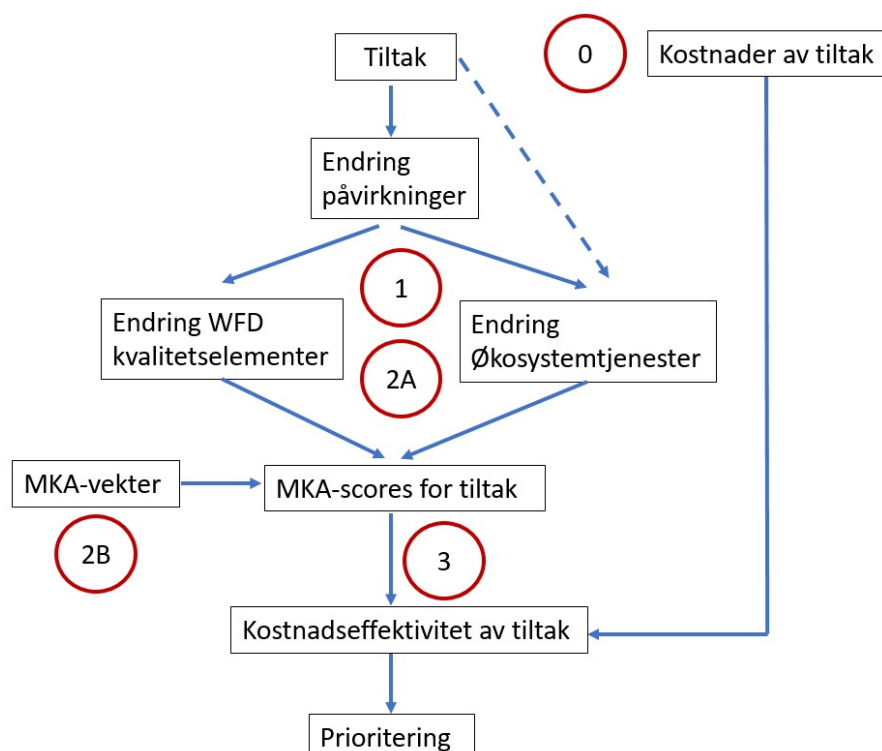 Tiltak
0
Kostnader av tiltak
Endring
påvirkninger
1
Endring WFD
kvalitetselementer
Endring
Økosystemtjenester
2A
MKA-vekter
MKA-scores for tiltak
2B
3
Kostnadseffektivitet av tiltak
Prioritering